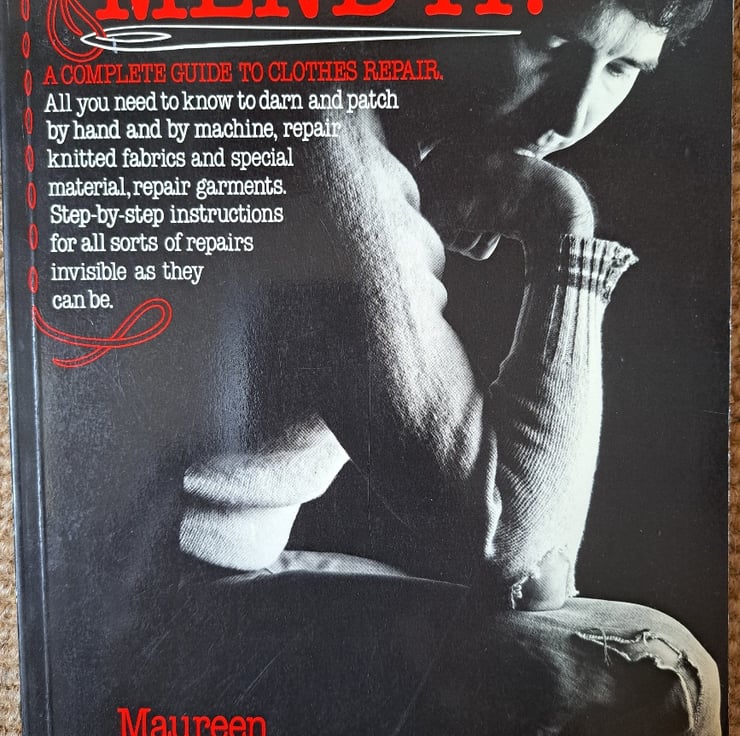 MEND IT!
A COMPLETE GUIDE TO CLOTHES REPAIR.
All you need to know to darn and patch
by hand and by machine, repair
knitted fabrics and special
material, repair garments.
Step-by-step instructions
for all sorts of repairs
invisible as they
can be.
Maureen